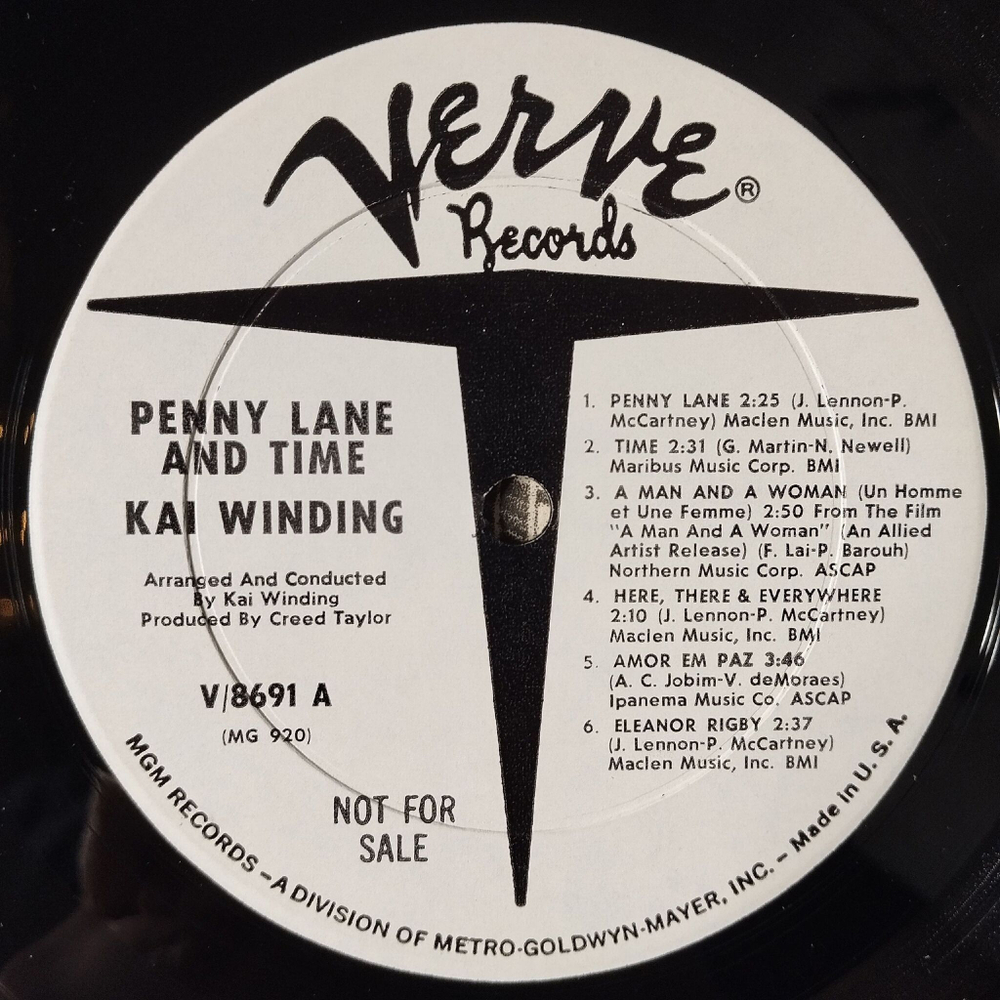 Verve ®
Records
PENNY LANE
AND TIME
KAI WINDING
Arranged And Conducted
By Kai Winding
Produced By Creed Taylor
V/8691 A
(MG 920)
NOT FOR
SALE
1. PENNY LANE 2:25 (J. Lennon-P.
McCartney) Maclen Music, Inc. BMI
2. TIME 2:31 (G. Martin-N. Newell)
Maribus Music Corp. BMI
3. A MAN AND A WOMAN (Un Homme
et Une Femme) 2:50 From The Film
"A Man And A Woman" (An Allied
Artist Release) (F. Lai-P. Barouh)
Northern Music Corp. ASCAP
4. HERE, THERE & EVERYWHERE
2:10 (J. Lennon-P. McCartney)
Maclen Music, Inc. BMI
5. AMOR EM PAZ 3:46
(A. C. Jobim-V. deMoraes)
Ipanema Music Co. ASCAP
6. ELEANOR RIGBY 2:37
(J. Lennon-P. McCartney)
Maclen Music, Inc. BMI
MGM RECORDS – A DIVISION OF METRO-GOLDWYN-MAYER, INC. – Made in U. S. A.